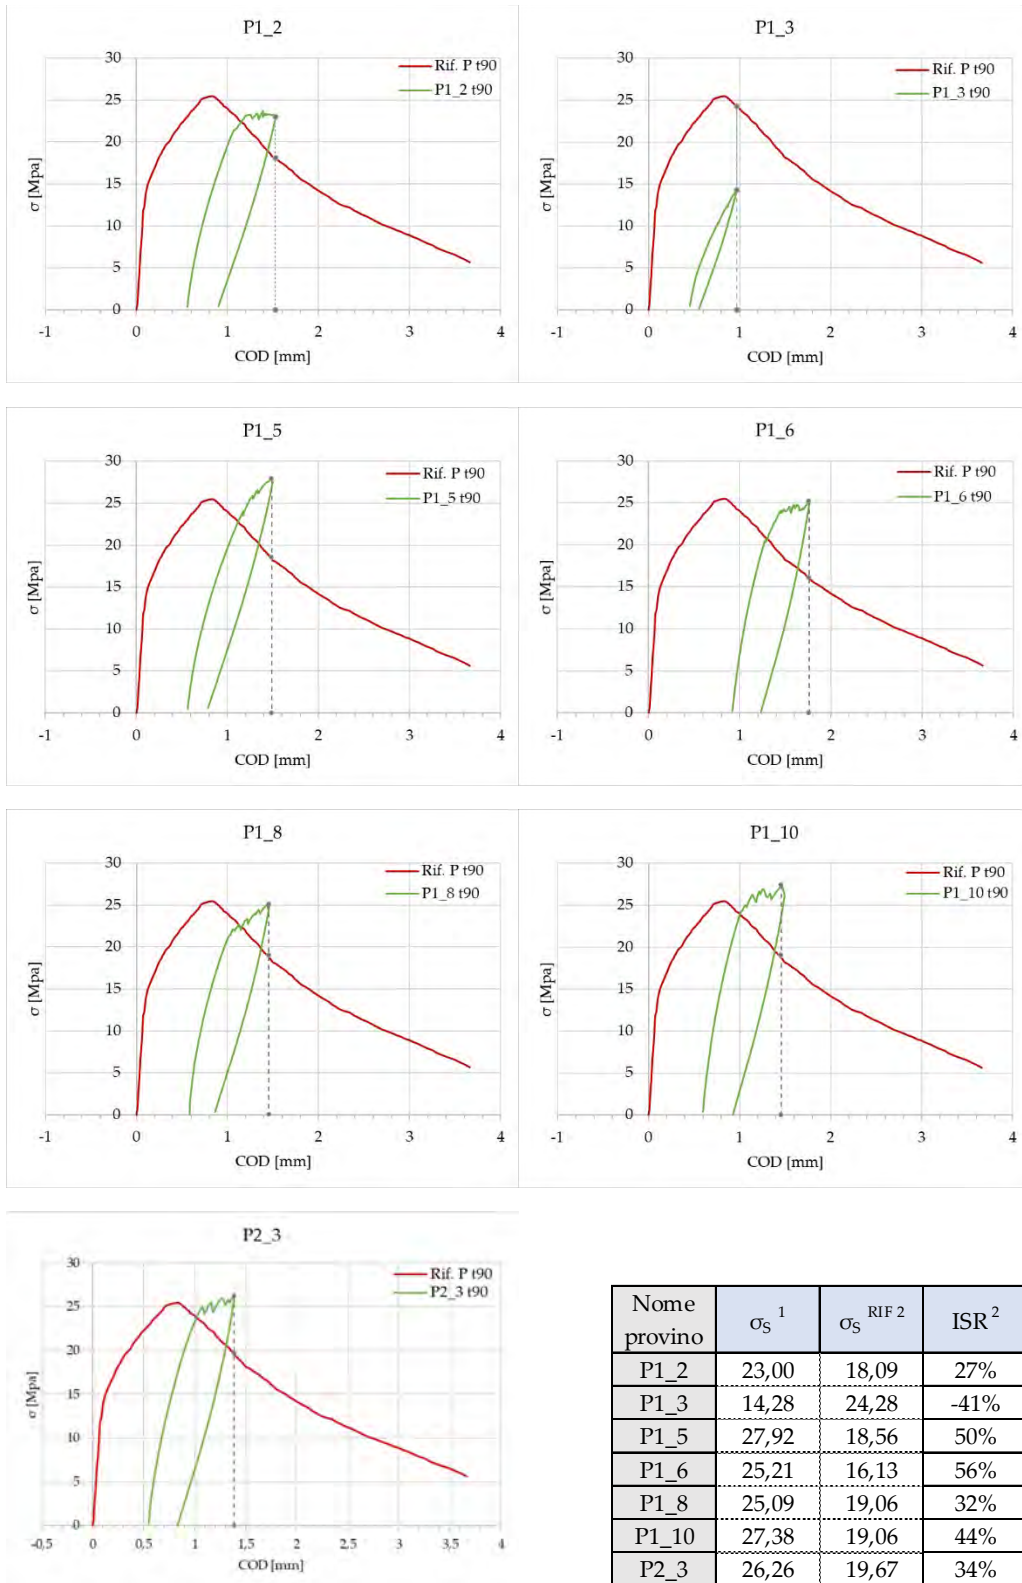 P1_2
30
25
20
15
10
5
0
σ [Mpa]
-1 0 1 2 3 4
COD [mm]
Rif. P t90
P1_2 t90
P1_3
30
25
20
15
10
5
0
σ [Mpa]
-1 0 1 2 3 4
COD [mm]
Rif. P t90
P1_3 t90
P1_5
30
25
20
15
10
5
0
σ [Mpa]
-1 0 1 2 3 4
COD [mm]
Rif. P t90
P1_5 t90
P1_6
30
25
20
15
10
5
0
σ [Mpa]
-1 0 1 2 3 4
COD [mm]
Rif. P t90
P1_6 t90
P1_8
30
25
20
15
10
5
0
σ [Mpa]
-1 0 1 2 3 4
COD [mm]
Rif. P t90
P1_8 t90
P1_10
30
25
20
15
10
5
0
σ [Mpa]
-1 0 1 2 3 4
COD [mm]
Rif. P t90
P1_10 t90
P2_3
30
25
20
15
10
5
0
σ [Mpa]
-0,5 0 0,5 1 1,5 2 2,5 3 3,5 4
COD [mm]
Rif. P t90
P2_3 t90
Nome provino σS 1 σS RIF 2 ISR 2
P1_2 23,00 18,09 27%
P1_3 14,28 24,28 -41%
P1_5 27,92 18,56 50%
P1_6 25,21 16,13 56%
P1_8 25,09 19,06 32%
P1_10 27,38 19,06 44%
P2_3 26,26 19,67 34%